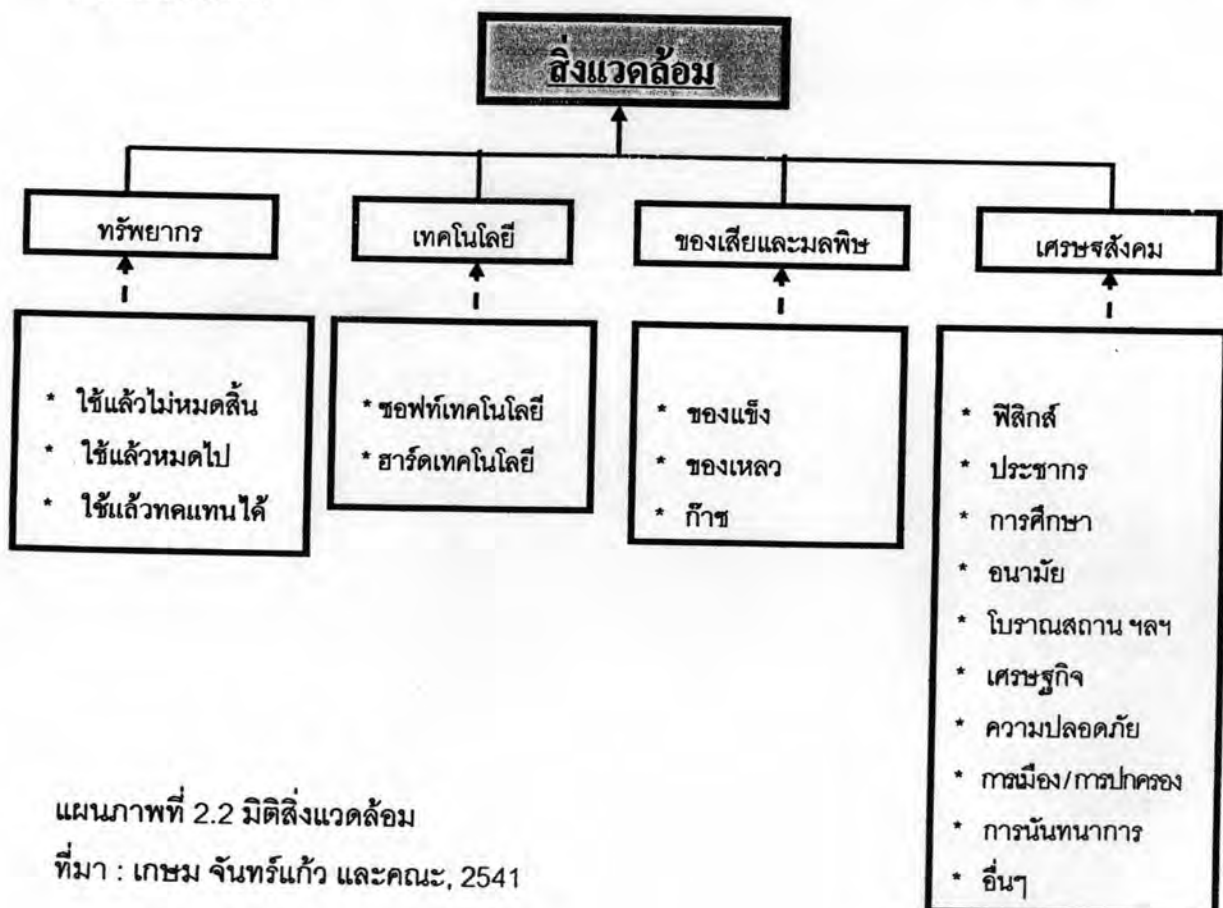 สิ่งแวดล้อม
ทรัพยากร
เทคโนโลยี
ของเสียและมลพิษ
เศรษฐสังคม
* ใช้แล้วไม่หมดสิ้น
* ใช้แล้วหมดไป
* ใช้แล้วทดแทนได้
* ซอฟท์เทคโนโลยี
* ฮาร์ดเทคโนโลยี
* ของแข็ง
* ของเหลว
* ก๊าซ
* ฟิสิกส์
* ประชากร
* การศึกษา
* อนามัย
* โบราณสถาน ฯลฯ
* เศรษฐกิจ
* ความปลอดภัย
* การเมือง/การปกครอง
* การนันทนาการ
* อื่นๆ
แผนภาพที่ 2.2 มิติสิ่งแวดล้อม
ที่มา : เกษม จันทร์แก้ว และคณะ, 2541